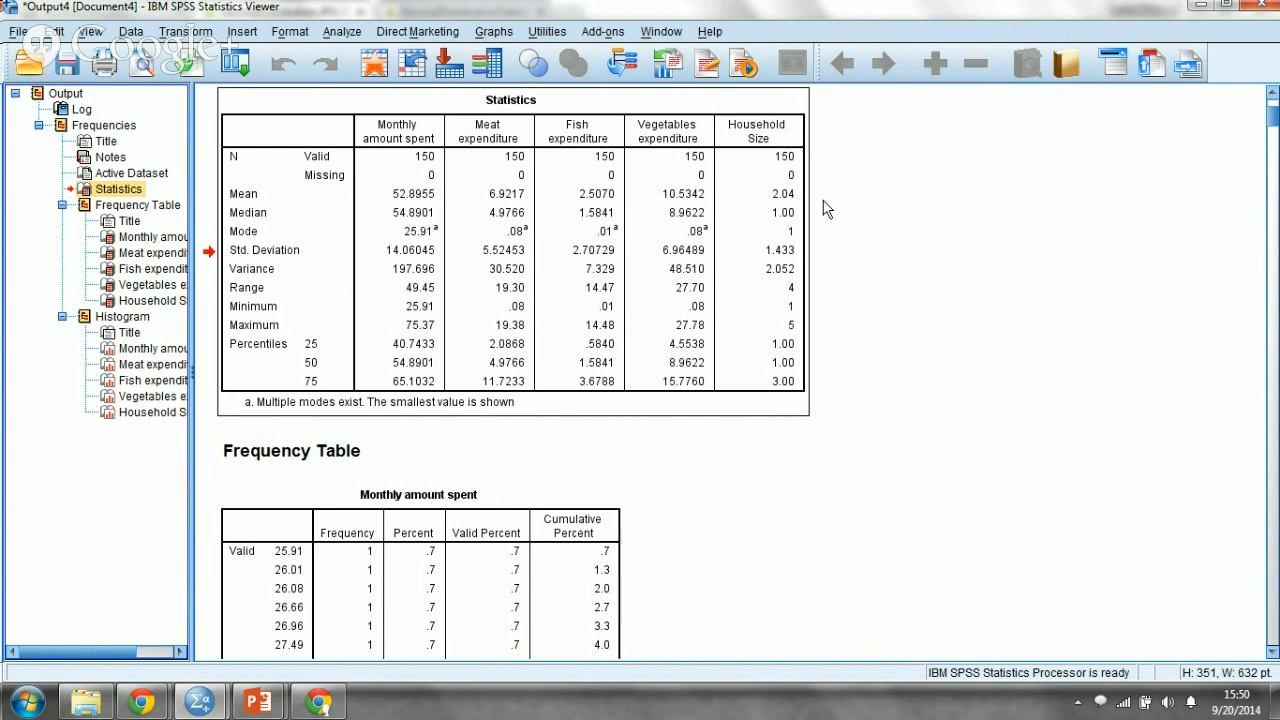 *Output4 [Document4] - IBM SPSS Statistics Viewer
File Edit View Data Transform Insert Format Analyze Direct Marketing Graphs Utilities Add-ons Window Help
Google+
Output
Log
Frequencies
Title
Notes
Active Dataset
Statistics
Frequency Table
Title
Monthly amou
Meat expendit
Fish expendit
Vegetables e
Household S
Histogram
Title
Monthly amou
Meat expendit
Fish expendit
Vegetables e
Household S
Statistics
Monthly amount spent Meat expenditure Fish expenditure Vegetables expenditure Household Size
N Valid 150 150 150 150 150
Missing 0 0 0 0 0
Mean 52.8955 6.9217 2.5070 10.5342 2.04
Median 54.8901 4.9766 1.5841 8.9622 1.00
Mode 25.91a .08a .01a .08a 1
Std. Deviation 14.06045 5.52453 2.70729 6.96489 1.433
Variance 197.696 30.520 7.329 48.510 2.052
Range 49.45 19.30 14.47 27.70 4
Minimum 25.91 .08 .01 .08 1
Maximum 75.37 19.38 14.48 27.78 5
Percentiles 25 40.7433 2.0868 .5840 4.5538 1.00
50 54.8901 4.9766 1.5841 8.9622 1.00
75 65.1032 11.7233 3.6788 15.7760 3.00
a. Multiple modes exist. The smallest value is shown
Frequency Table
Monthly amount spent
Frequency Percent Valid Percent Cumulative Percent
Valid 25.91 1 .7 .7 .7
26.01 1 .7 .7 1.3
26.08 1 .7 .7 2.0
26.66 1 .7 .7 2.7
26.96 1 .7 .7 3.3
27.49 1 .7 .7 4.0
IBM SPSS Statistics Processor is ready H: 351, W: 632 pt.
15:50
9/20/2014